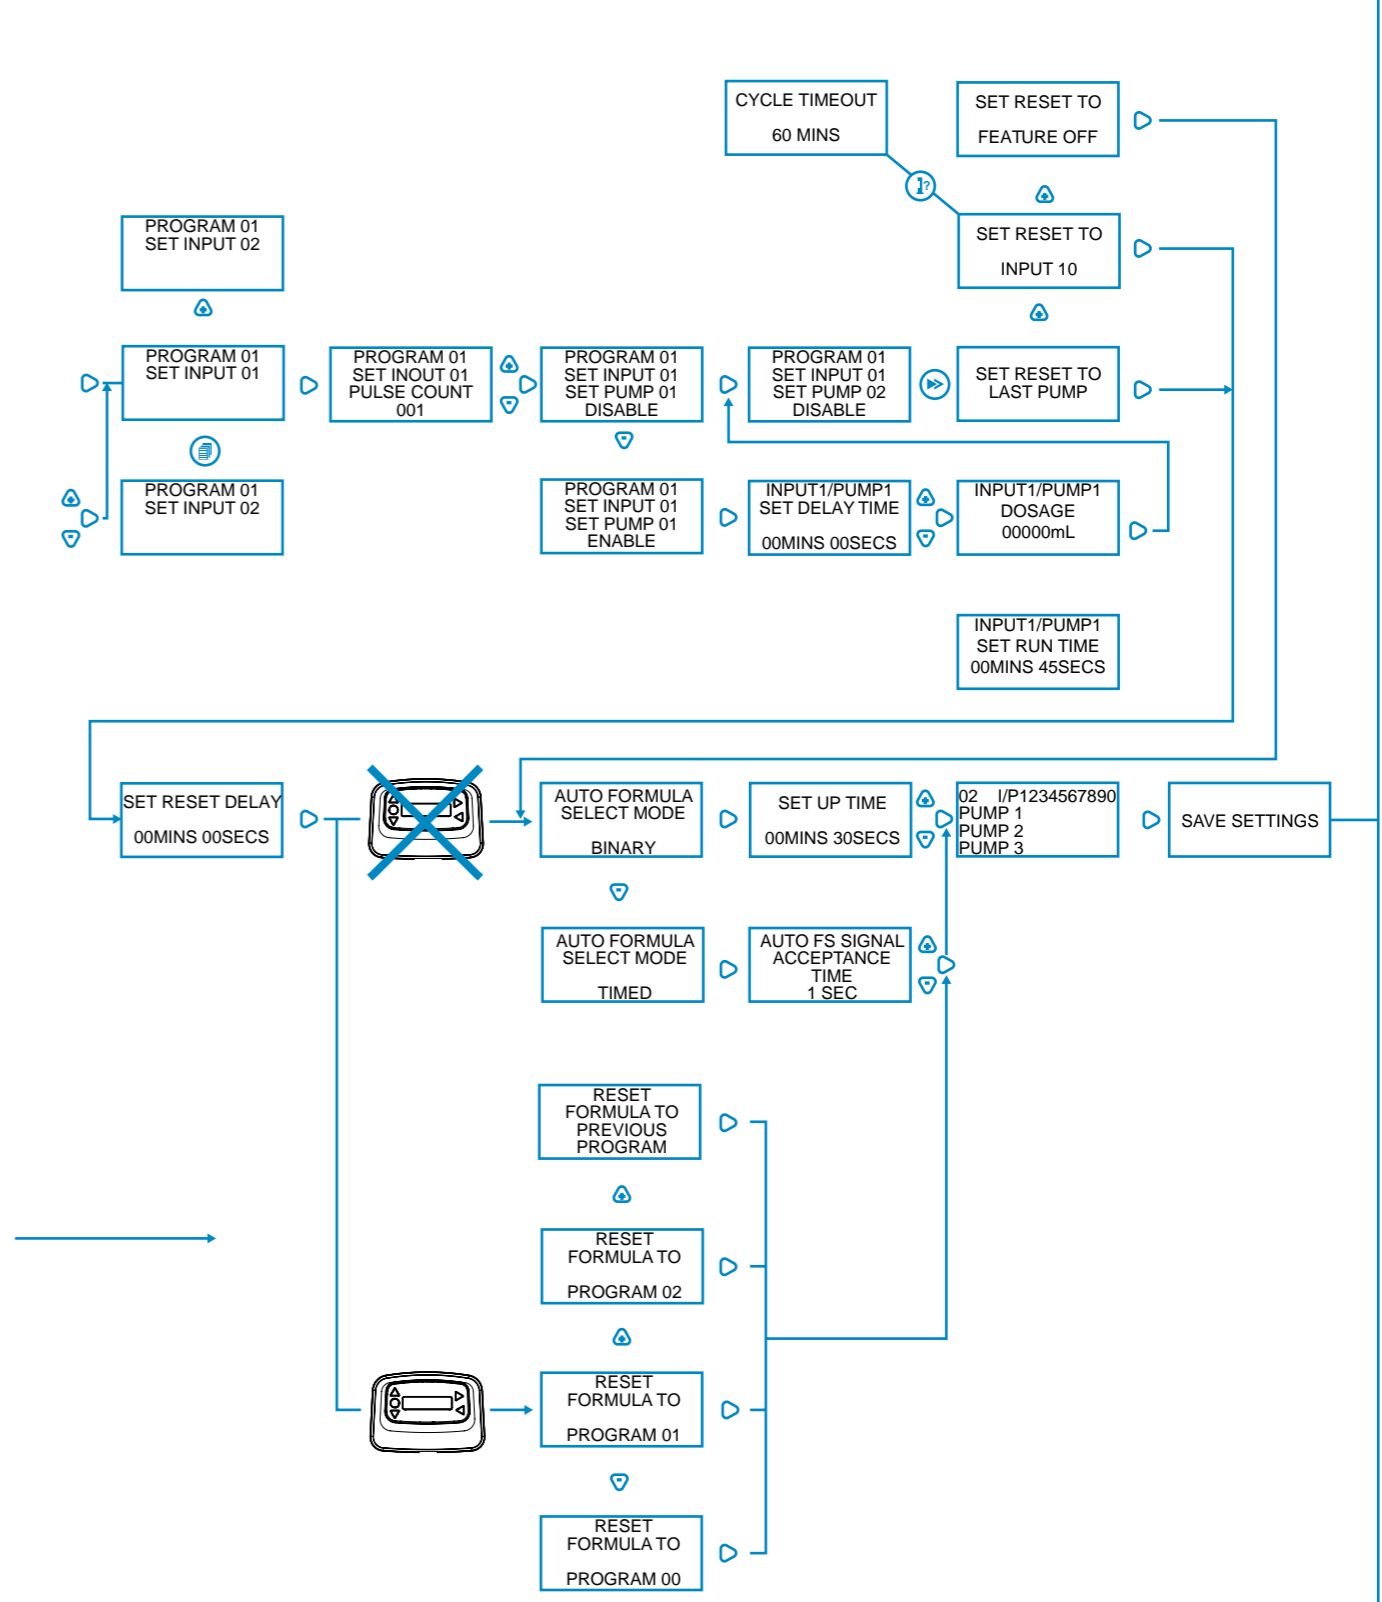 CYCLE TIMEOUT
60 MINS
SET RESET TO
FEATURE OFF
1?
PROGRAM 01
SET INPUT 02
SET RESET TO
INPUT 10
PROGRAM 01
SET INPUT 01
PROGRAM 01
SET INOUT 01
PULSE COUNT
001
PROGRAM 01
SET INPUT 01
SET PUMP 01
DISABLE
PROGRAM 01
SET INPUT 01
SET PUMP 02
DISABLE
SET RESET TO
LAST PUMP
PROGRAM 01
SET INPUT 02
PROGRAM 01
SET INPUT 01
SET PUMP 01
ENABLE
INPUT1/PUMP1
SET DELAY TIME
00MINS 00SECS
INPUT1/PUMP1
DOSAGE
00000mL
INPUT1/PUMP1
SET RUN TIME
00MINS 45SECS
SET RESET DELAY
00MINS 00SECS
AUTO FORMULA
SELECT MODE
BINARY
SET UP TIME
00MINS 30SECS
02 I/P1234567890
PUMP 1
PUMP 2
PUMP 3
SAVE SETTINGS
AUTO FORMULA
SELECT MODE
TIMED
AUTO FS SIGNAL
ACCEPTANCE
TIME
1 SEC
RESET
FORMULA TO
PREVIOUS
PROGRAM
RESET
FORMULA TO
PROGRAM 02
RESET
FORMULA TO
PROGRAM 01
RESET
FORMULA TO
PROGRAM 00